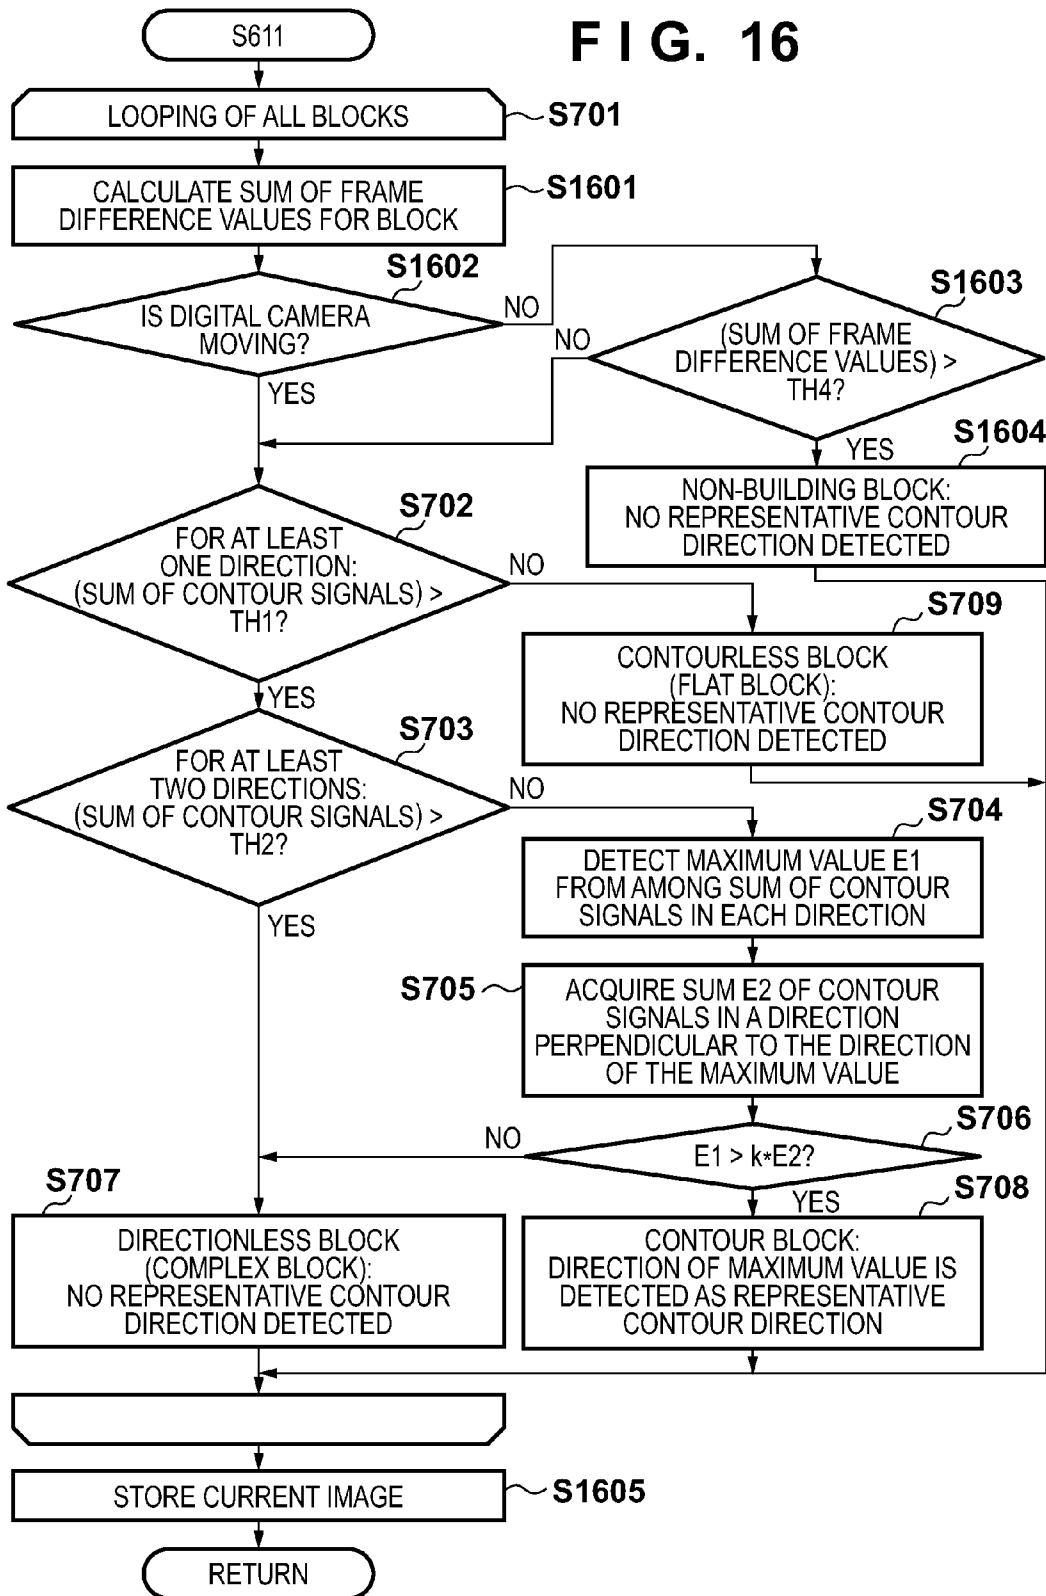 F I G. 16
S611
LOOPING OF ALL BLOCKS
S701
CALCULATE SUM OF FRAME
DIFFERENCE VALUES FOR BLOCK
S1601
S1602
IS DIGITAL CAMERA
MOVING?
NO
YES
S1603
(SUM OF FRAME
DIFFERENCE VALUES) >
TH4?
NO
YES
S1604
NON-BUILDING BLOCK:
NO REPRESENTATIVE CONTOUR
DIRECTION DETECTED
S702
FOR AT LEAST
ONE DIRECTION:
(SUM OF CONTOUR SIGNALS) >
TH1?
NO
YES
S709
CONTOURLESS BLOCK
(FLAT BLOCK):
NO REPRESENTATIVE CONTOUR
DIRECTION DETECTED
S703
FOR AT LEAST
TWO DIRECTIONS:
(SUM OF CONTOUR SIGNALS) >
TH2?
NO
YES
S704
DETECT MAXIMUM VALUE E1
FROM AMONG SUM OF CONTOUR
SIGNALS IN EACH DIRECTION
S705
ACQUIRE SUM E2 OF CONTOUR
SIGNALS IN A DIRECTION
PERPENDICULAR TO THE DIRECTION
OF THE MAXIMUM VALUE
S706
E1 > k*E2?
NO
YES
S707
DIRECTIONLESS BLOCK
(COMPLEX BLOCK):
NO REPRESENTATIVE CONTOUR
DIRECTION DETECTED
S708
CONTOUR BLOCK:
DIRECTION OF MAXIMUM VALUE IS
DETECTED AS REPRESENTATIVE
CONTOUR DIRECTION
STORE CURRENT IMAGE
S1605
RETURN